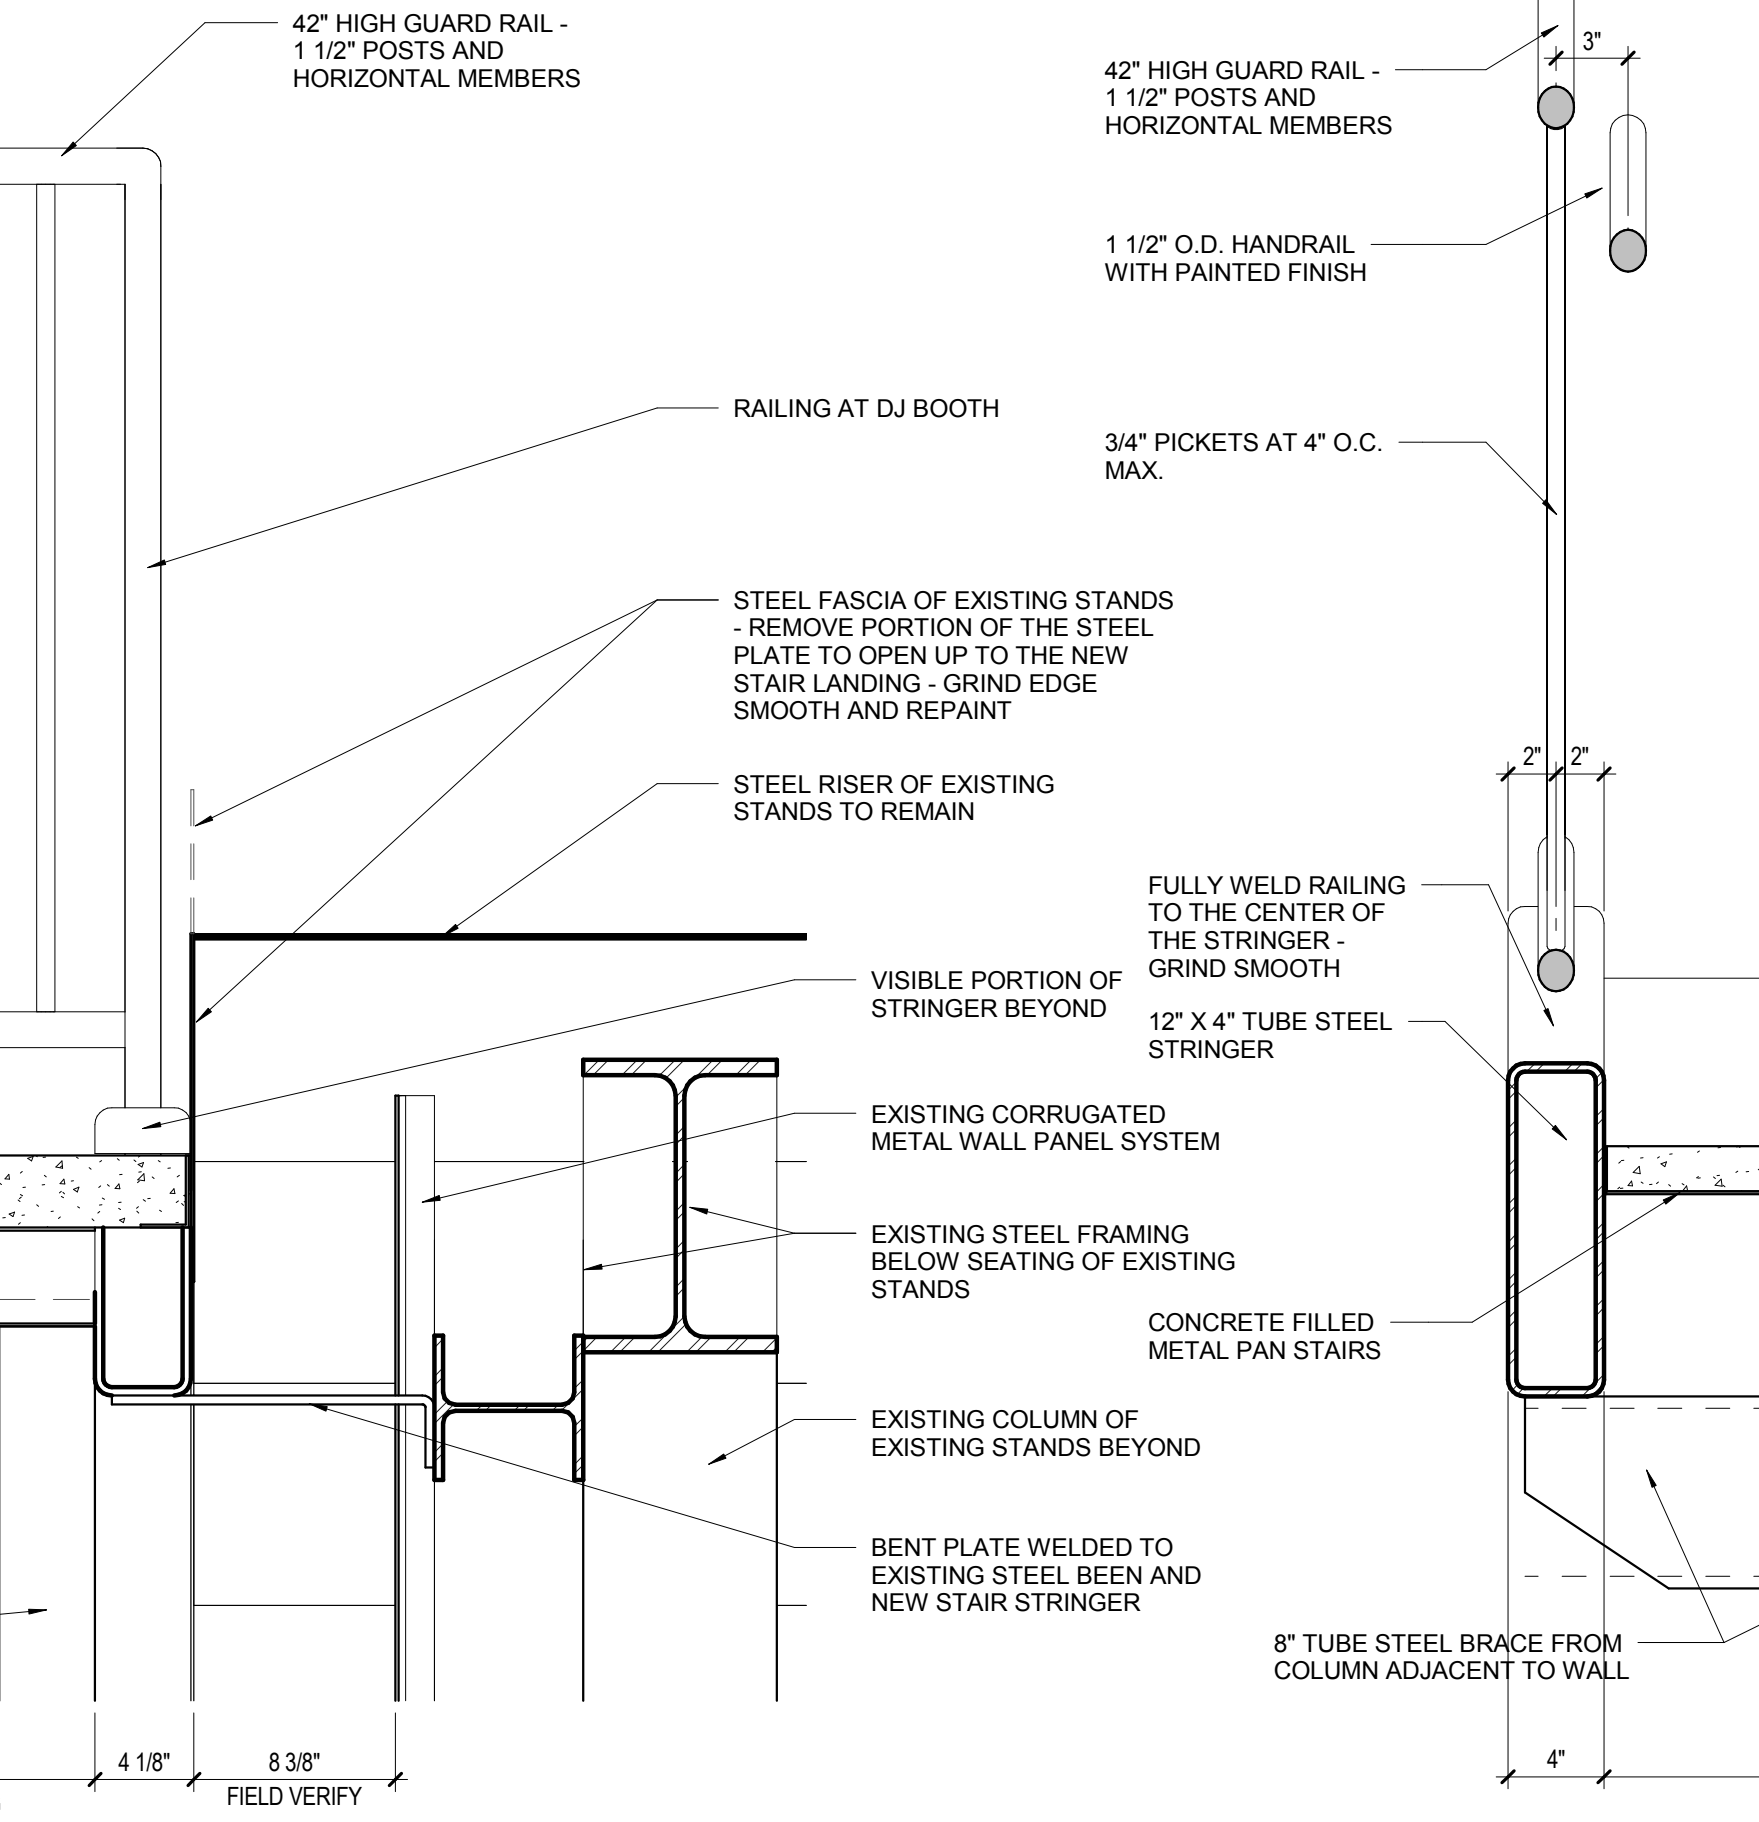 42" HIGH GUARD RAIL -
1 1/2" POSTS AND
HORIZONTAL MEMBERS
RAILING AT DJ BOOTH
STEEL FASCIA OF EXISTING STANDS
- REMOVE PORTION OF THE STEEL
PLATE TO OPEN UP TO THE NEW
STAIR LANDING - GRIND EDGE
SMOOTH AND REPAINT
STEEL RISER OF EXISTING
STANDS TO REMAIN
VISIBLE PORTION OF
STRINGER BEYOND
EXISTING CORRUGATED
METAL WALL PANEL SYSTEM
EXISTING STEEL FRAMING
BELOW SEATING OF EXISTING
STANDS
EXISTING COLUMN OF
EXISTING STANDS BEYOND
BENT PLATE WELDED TO
EXISTING STEEL BEEN AND
NEW STAIR STRINGER
4 1/8"
8 3/8"
FIELD VERIFY
3"
42" HIGH GUARD RAIL -
1 1/2" POSTS AND
HORIZONTAL MEMBERS
1 1/2" O.D. HANDRAIL
WITH PAINTED FINISH
3/4" PICKETS AT 4" O.C.
MAX.
2"
2"
FULLY WELD RAILING
TO THE CENTER OF
THE STRINGER -
GRIND SMOOTH
12" X 4" TUBE STEEL
STRINGER
CONCRETE FILLED
METAL PAN STAIRS
8" TUBE STEEL BRACE FROM
COLUMN ADJACENT TO WALL
4"